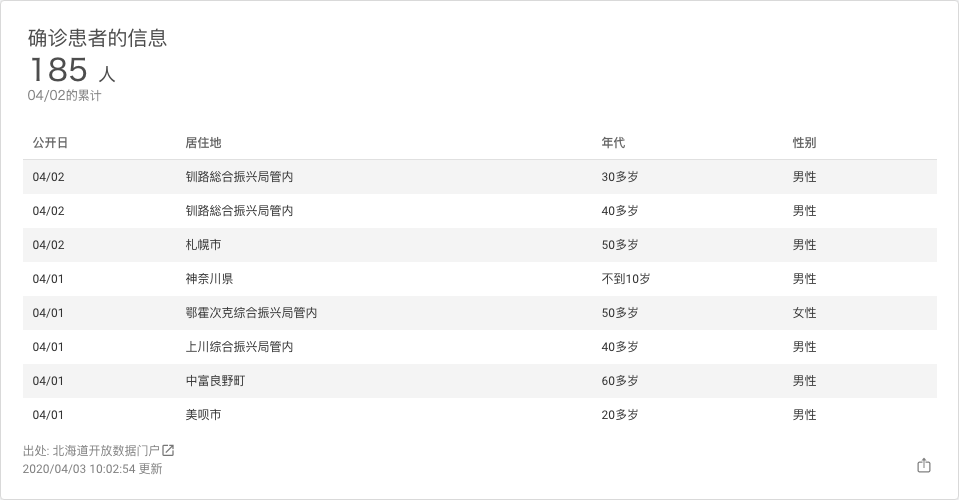 确诊患者的信息
185 人
04/02的累计
公开日 居住地 年代 性别
04/02 钏路総合振兴局管内 30多岁 男性
04/02 钏路総合振兴局管内 40多岁 男性
04/02 札幌市 50多岁 男性
04/01 神奈川県 不到10岁 男性
04/01 鄂霍次克综合振兴局管内 50多岁 女性
04/01 上川综合振兴局管内 40多岁 男性
04/01 中富良野町 60多岁 男性
04/01 美呗市 20多岁 男性
出处: 北海道开放数据门户
2020/04/03 10:02:54 更新